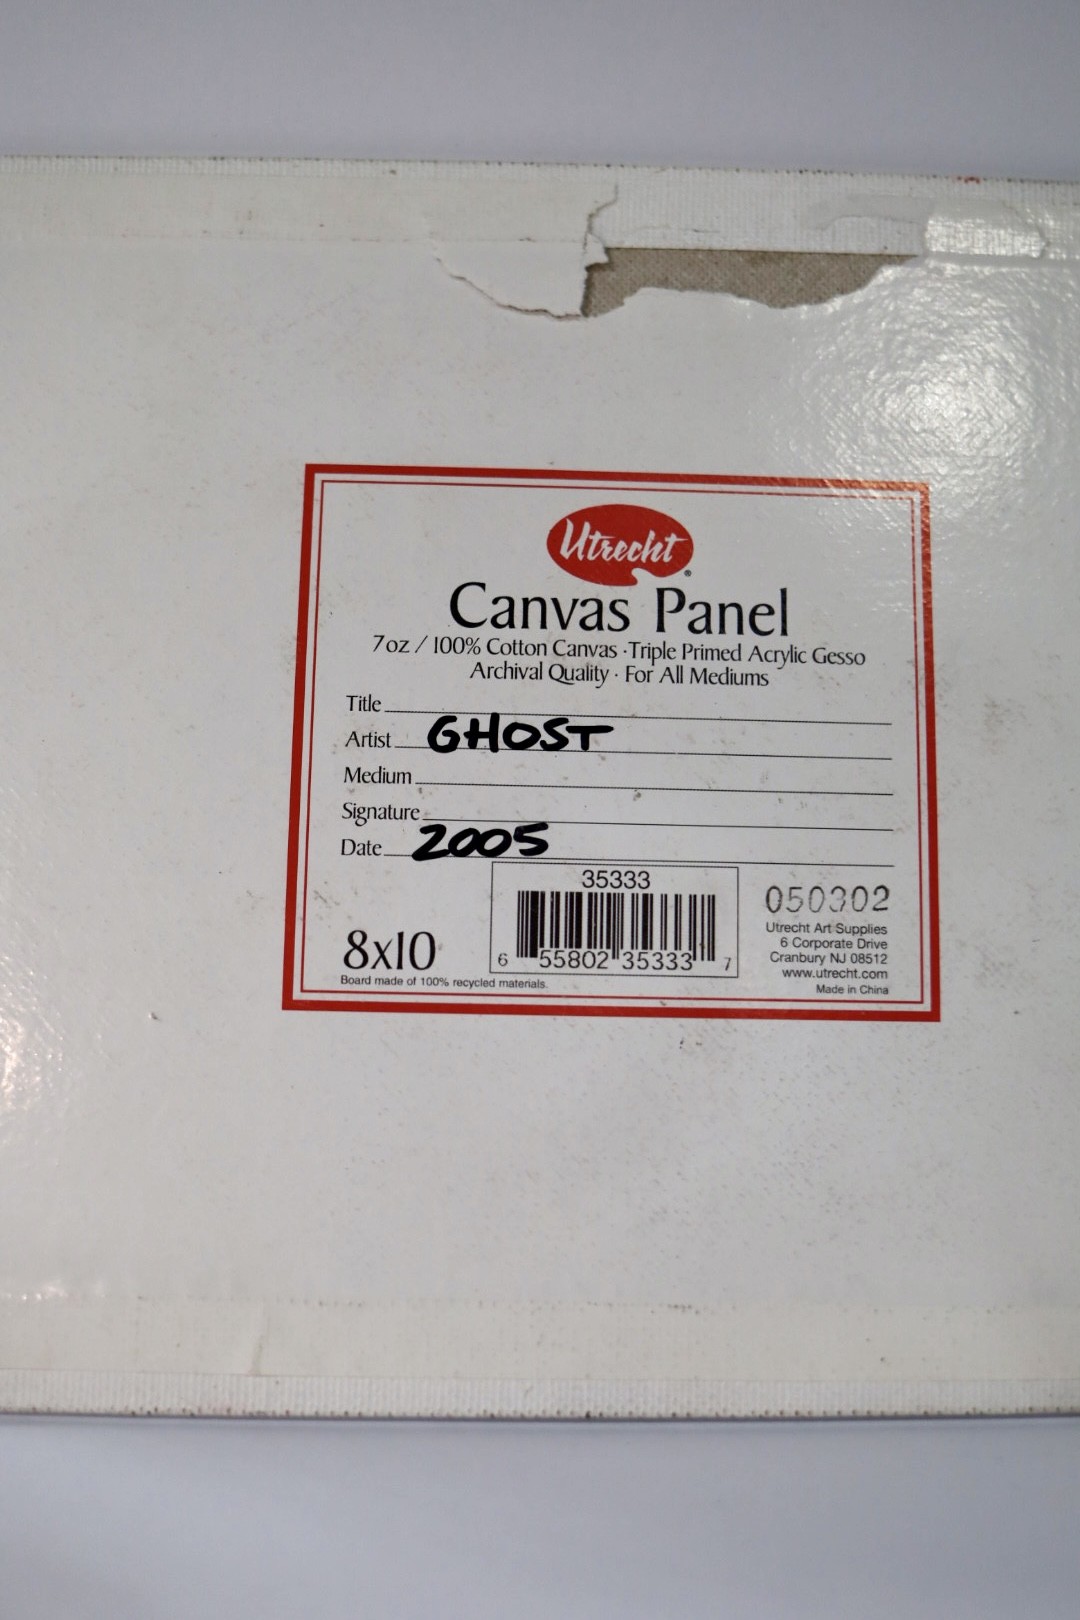 Utrecht®
Canvas Panel
7 oz / 100% Cotton Canvas · Triple Primed Acrylic Gesso
Archival Quality · For All Mediums
Title
Artist GHOST
Medium
Signature
Date 2005
35333
6 55802 35333 7
8x10
Board made of 100% recycled materials.
050302
Utrecht Art Supplies
6 Corporate Drive
Cranbury NJ 08512
www.utrecht.com
Made in China